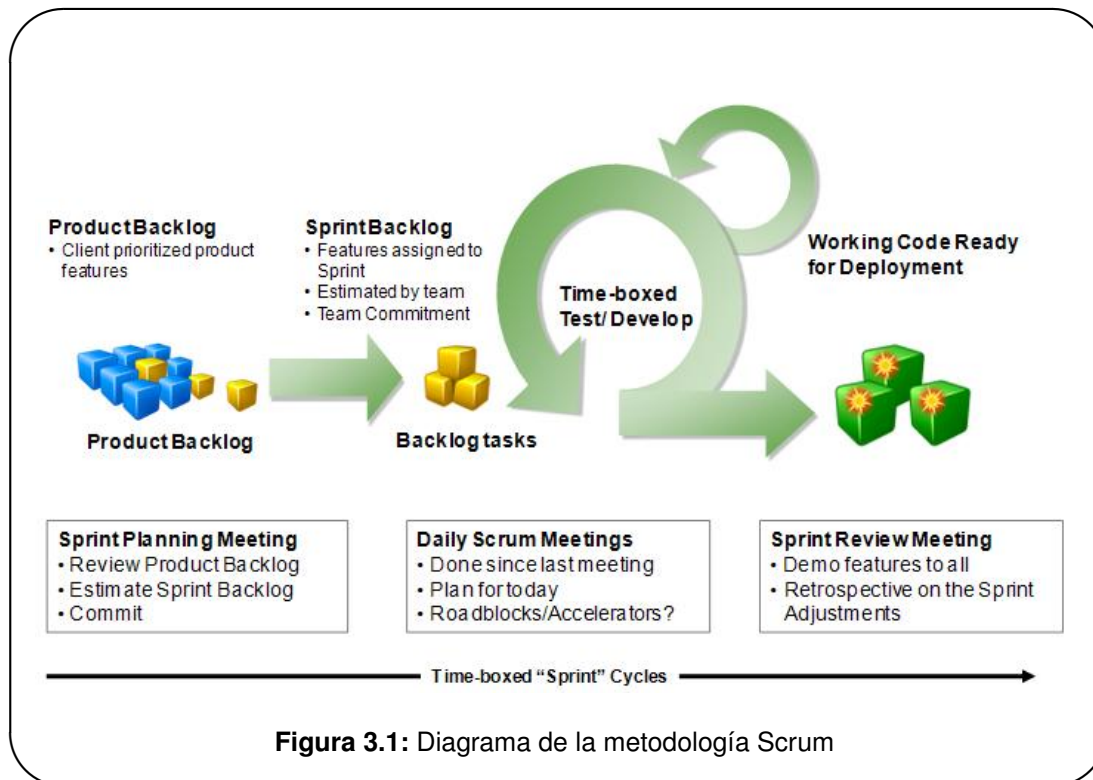 Product Backlog
• Client prioritized product
features
Sprint Backlog
• Features assigned to
Sprint
• Estimated by team
• Team Commitment
Time-boxed
Test/ Develop
Working Code Ready
for Deployment
Product Backlog
Backlog tasks
Sprint Planning Meeting
• Review Product Backlog
• Estimate Sprint Backlog
• Commit
Daily Scrum Meetings
• Done since last meeting
• Plan for today
• Roadblocks/Accelerators?
Sprint Review Meeting
• Demo features to all
• Retrospective on the Sprint
Adjustments
Time-boxed “Sprint” Cycles
Figura 3.1: Diagrama de la metodología Scrum